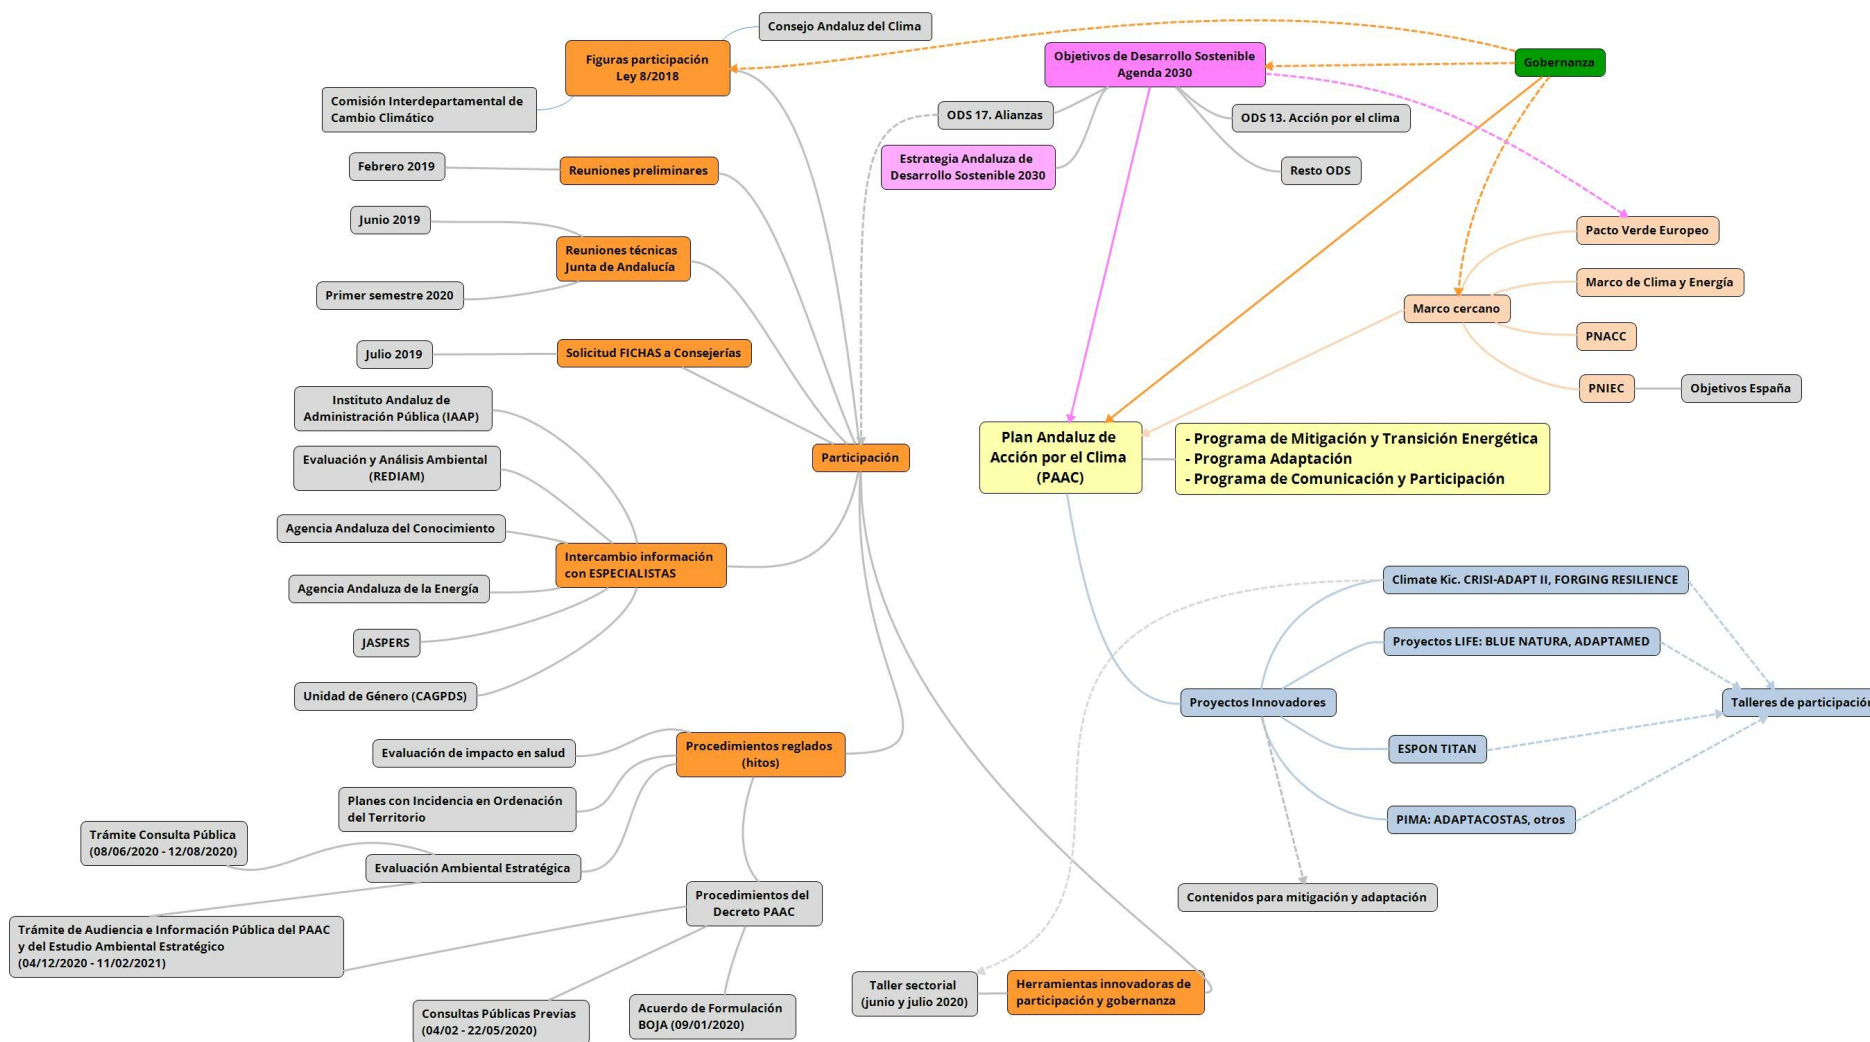 Consejo Andaluz del Clima
Figuras participación
Ley 8/2018
Comisión Interdepartamental de
Cambio Climático
Febrero 2019
Reuniones preliminares
Junio 2019
Reuniones técnicas
Junta de Andalucía
Primer semestre 2020
Julio 2019
Solicitud FICHAS a Consejerías
Instituto Andaluz de
Administración Pública (IAAP)
Evaluación y Análisis Ambiental
(REDIAM)
Agencia Andaluza del Conocimiento
Intercambio información
con ESPECIALISTAS
Agencia Andaluza de la Energía
JASPERS
Unidad de Género (CAGPDS)
Participación
Evaluación de impacto en salud
Procedimientos reglados
(hitos)
Planes con Incidencia en Ordenación
del Territorio
Trámite Consulta Pública
(08/06/2020 - 12/08/2020)
Evaluación Ambiental Estratégica
Procedimientos del
Decreto PAAC
Trámite de Audiencia e Información Pública del PAAC
y del Estudio Ambiental Estratégico
(04/12/2020 - 11/02/2021)
Consultas Públicas Previas
(04/02 - 22/05/2020)
Acuerdo de Formulación
BOJA (09/01/2020)
Taller sectorial
(junio y julio 2020)
Herramientas innovadoras de
participación y gobernanza
Objetivos de Desarrollo Sostenible
Agenda 2030
Gobernanza
ODS 17. Alianzas
ODS 13. Acción por el clima
Estrategia Andaluza de
Desarrollo Sostenible 2030
Resto ODS
Pacto Verde Europeo
Marco de Clima y Energía
Marco cercano
PNACC
PNIEC
Objetivos España
Plan Andaluz de
Acción por el Clima
(PAAC)
- Programa de Mitigación y Transición Energética
- Programa Adaptación
- Programa de Comunicación y Participación
Climate Kic. CRISI-ADAPT II, FORGING RESILIENCE
Proyectos LIFE: BLUE NATURA, ADAPTAMED
Proyectos Innovadores
Talleres de participación
ESPON TITAN
PIMA: ADAPTACOSTAS, otros
Contenidos para mitigación y adaptación